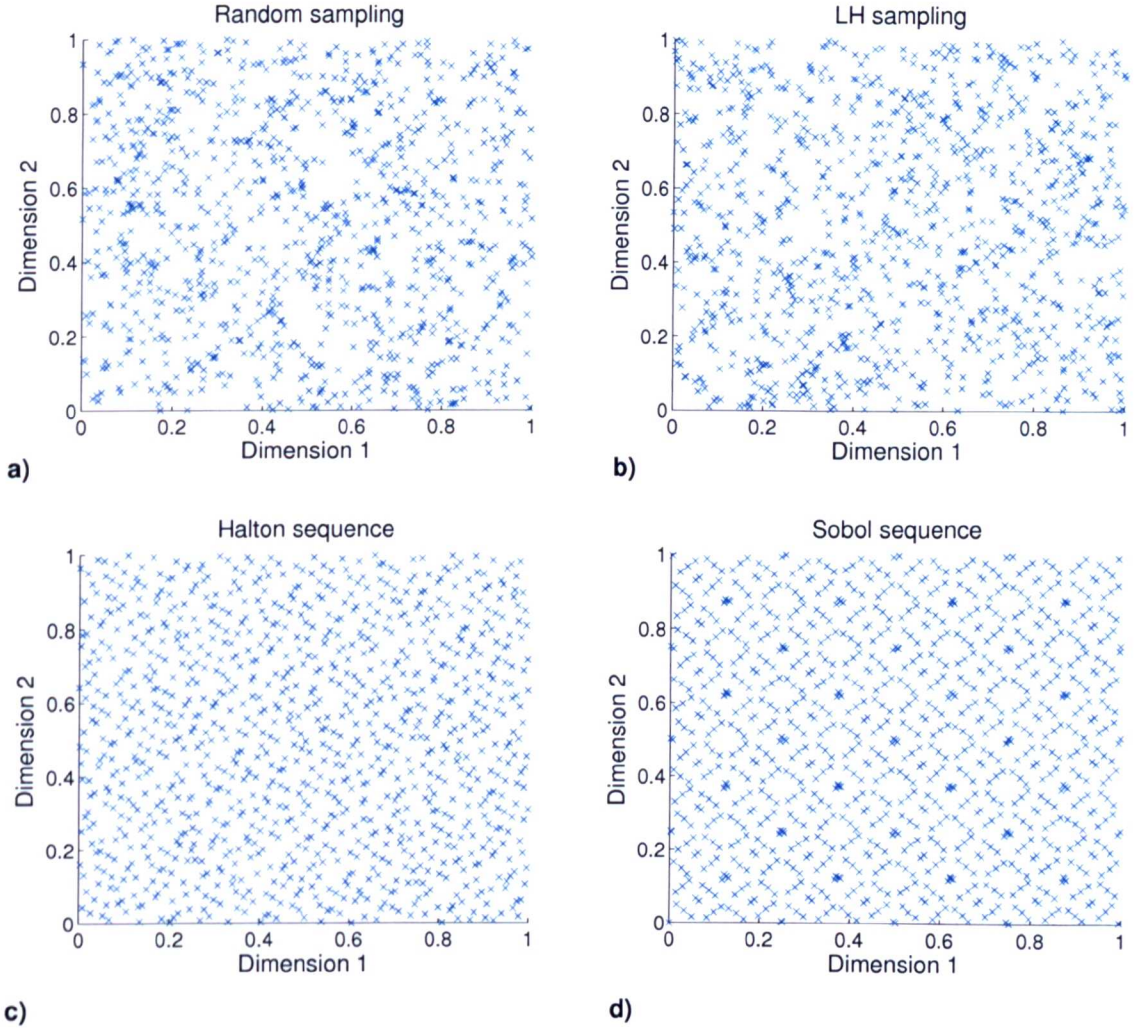 Random sampling
1
0.8
0.6
0.4
0.2
0
Dimension 2
0 0.2 0.4 0.6 0.8 1
Dimension 1
a)
LH sampling
1
0.8
0.6
0.4
0.2
0
Dimension 2
0 0.2 0.4 0.6 0.8 1
Dimension 1
b)
Halton sequence
1
0.8
0.6
0.4
0.2
0
Dimension 2
0 0.2 0.4 0.6 0.8 1
Dimension 1
c)
Sobol sequence
1
0.8
0.6
0.4
0.2
0
Dimension 2
0 0.2 0.4 0.6 0.8 1
Dimension 1
d)